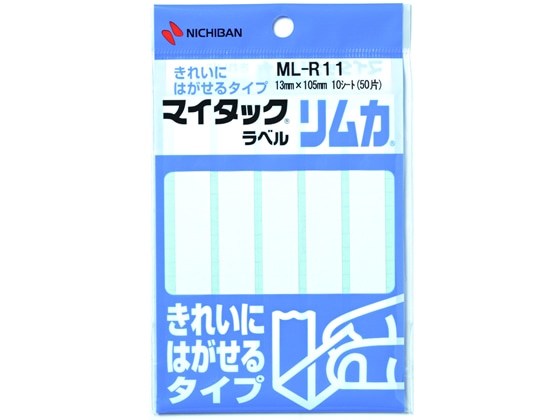 NICHIBAN
きれいに
はがせるタイプ
ML-R11
13mm×105mm 10シート(50片)
マイタック®
ラベル
リムカ®
きれいに
はがせる
タイプ